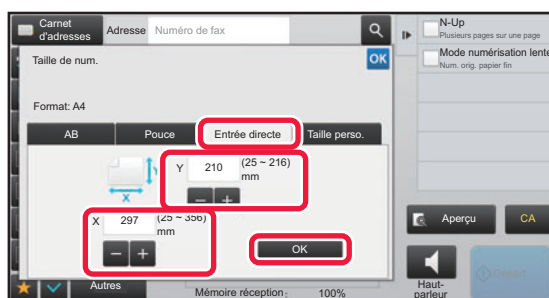 Carnet
d'adresses
Adresse
Numéro de fax
N-Up
Plusieurs pages sur une page
Mode numérisation lente
Num. orig. papier fin
Taille de num.
OK
Format: A4
AB
Pouce
Entrée directe
Taille perso.
Y
Y
210
(25 ~ 216)
mm
X
X
297
(25 ~ 356)
mm
OK
Aperçu
CA
Autres
Mémoire réception:
100%
Haut-
parleur
Départ